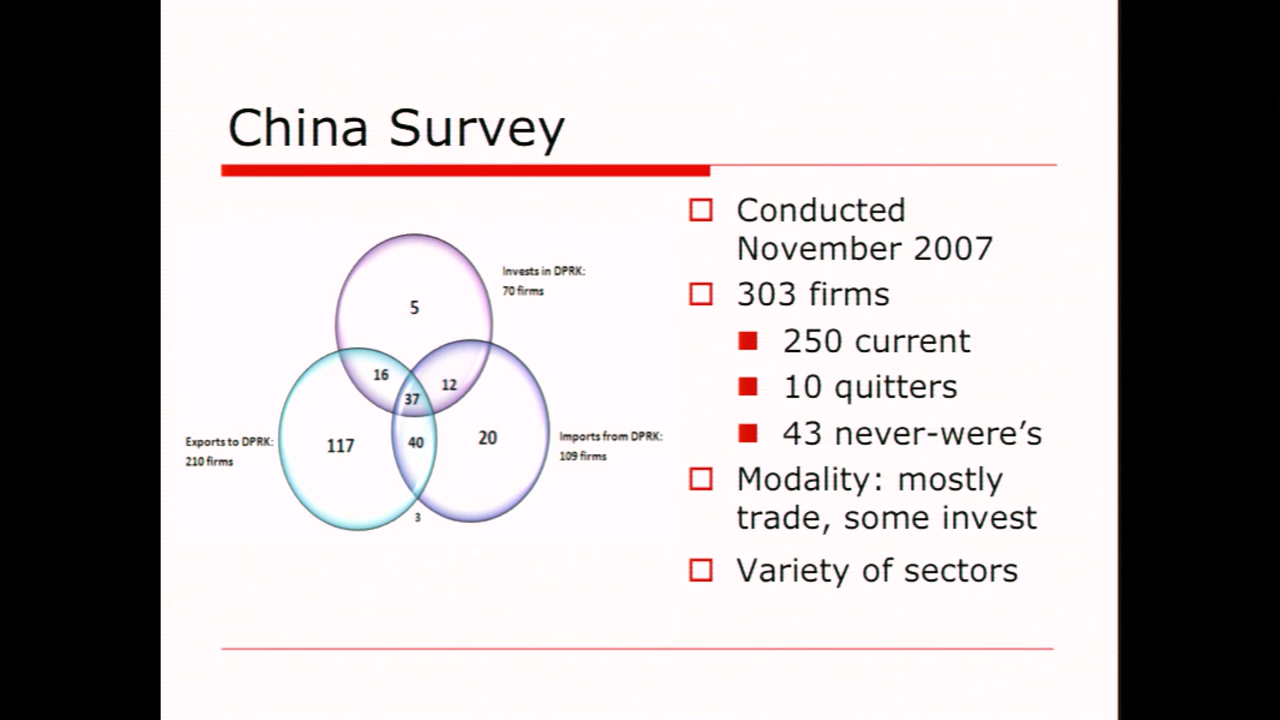 China Survey
Invests in DPRK:
70 firms
5
16
12
37
Exports to DPRK:
210 firms
117
40
20
Imports from DPRK:
109 firms
3
Conducted
November 2007
303 firms
250 current
10 quitters
43 never-were’s
Modality: mostly
trade, some invest
Variety of sectors